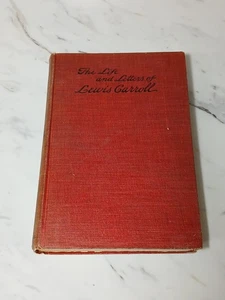 The Life
and Letters of
Lewis Carroll